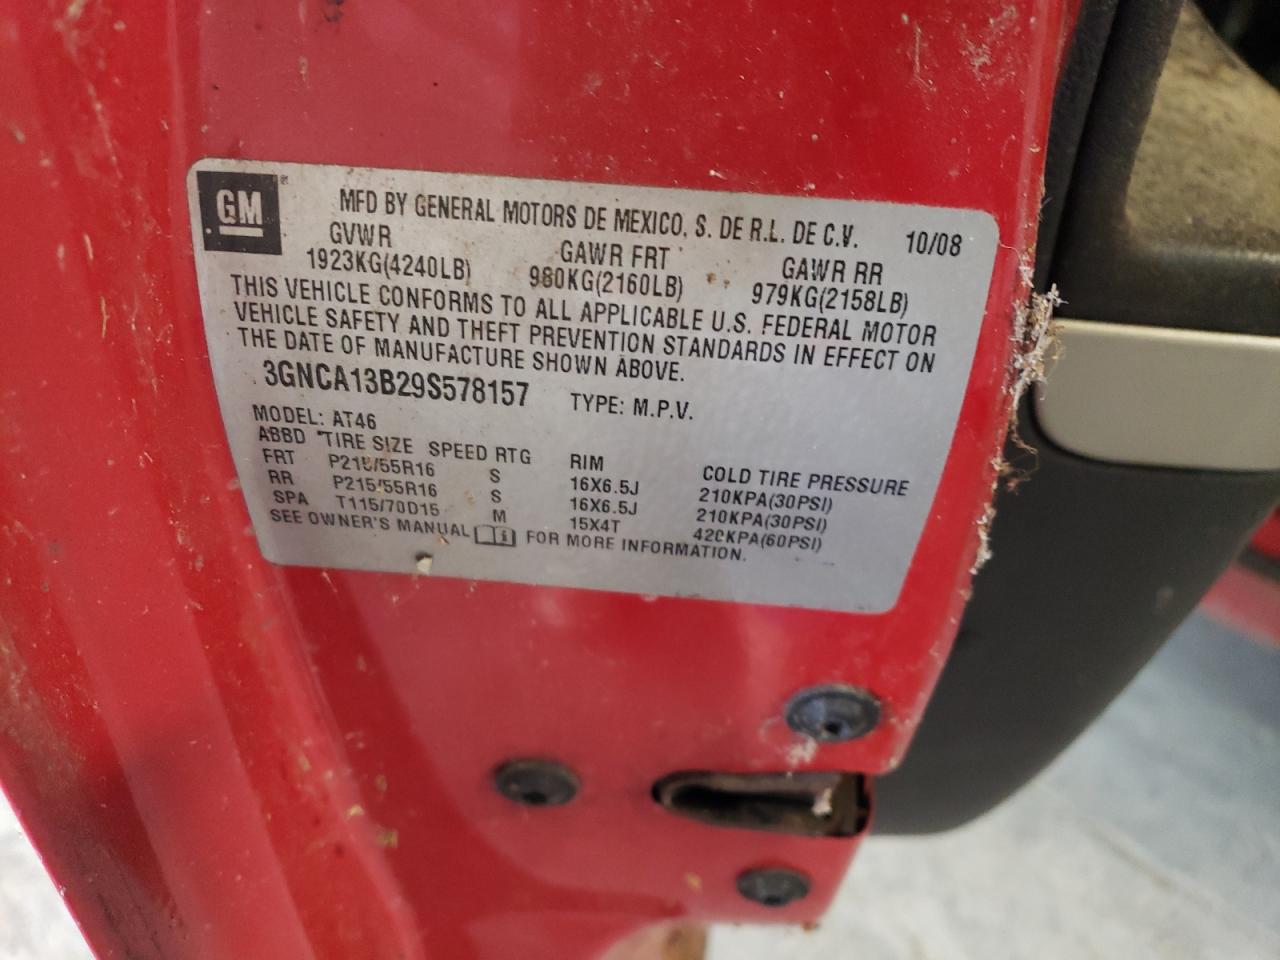 GM
MFD BY GENERAL MOTORS DE MEXICO, S. DE R.L. DE C.V. 10/08
GVWR GAWR FRT GAWR RR
1923KG(4240LB) 980KG(2160LB) 979KG(2158LB)
THIS VEHICLE CONFORMS TO ALL APPLICABLE U.S. FEDERAL MOTOR
VEHICLE SAFETY AND THEFT PREVENTION STANDARDS IN EFFECT ON
THE DATE OF MANUFACTURE SHOWN ABOVE.
3GNCA13B29S578157 TYPE: M.P.V.
MODEL: AT46
ABBD TIRE SIZE SPEED RTG RIM COLD TIRE PRESSURE
FRT P215/55R16 S 16X6.5J 210KPA(30PSI)
RR P215/55R16 S 16X6.5J 210KPA(30PSI)
SPA T115/70D15 M 15X4T 420KPA(60PSI)
SEE OWNER'S MANUAL FOR MORE INFORMATION.